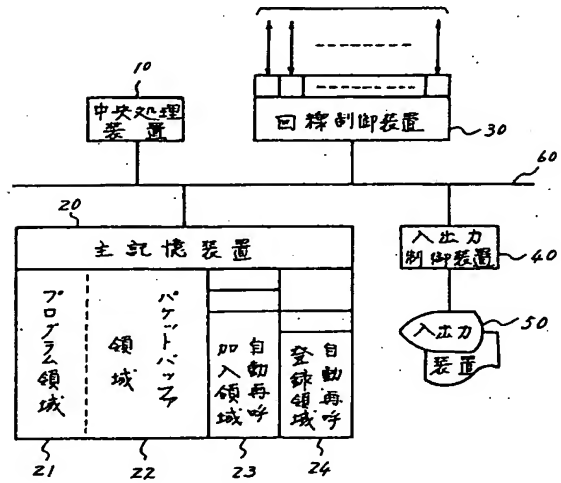 10
中央処理
装置
回線制御装置
30
60
20
主記憶装置
入出力
制御装置
40
プログラム領域
パケットバッファ
領域
自動再呼
加入領域
自動再呼
登録領域
入出力
装置
50
21
22
23
24